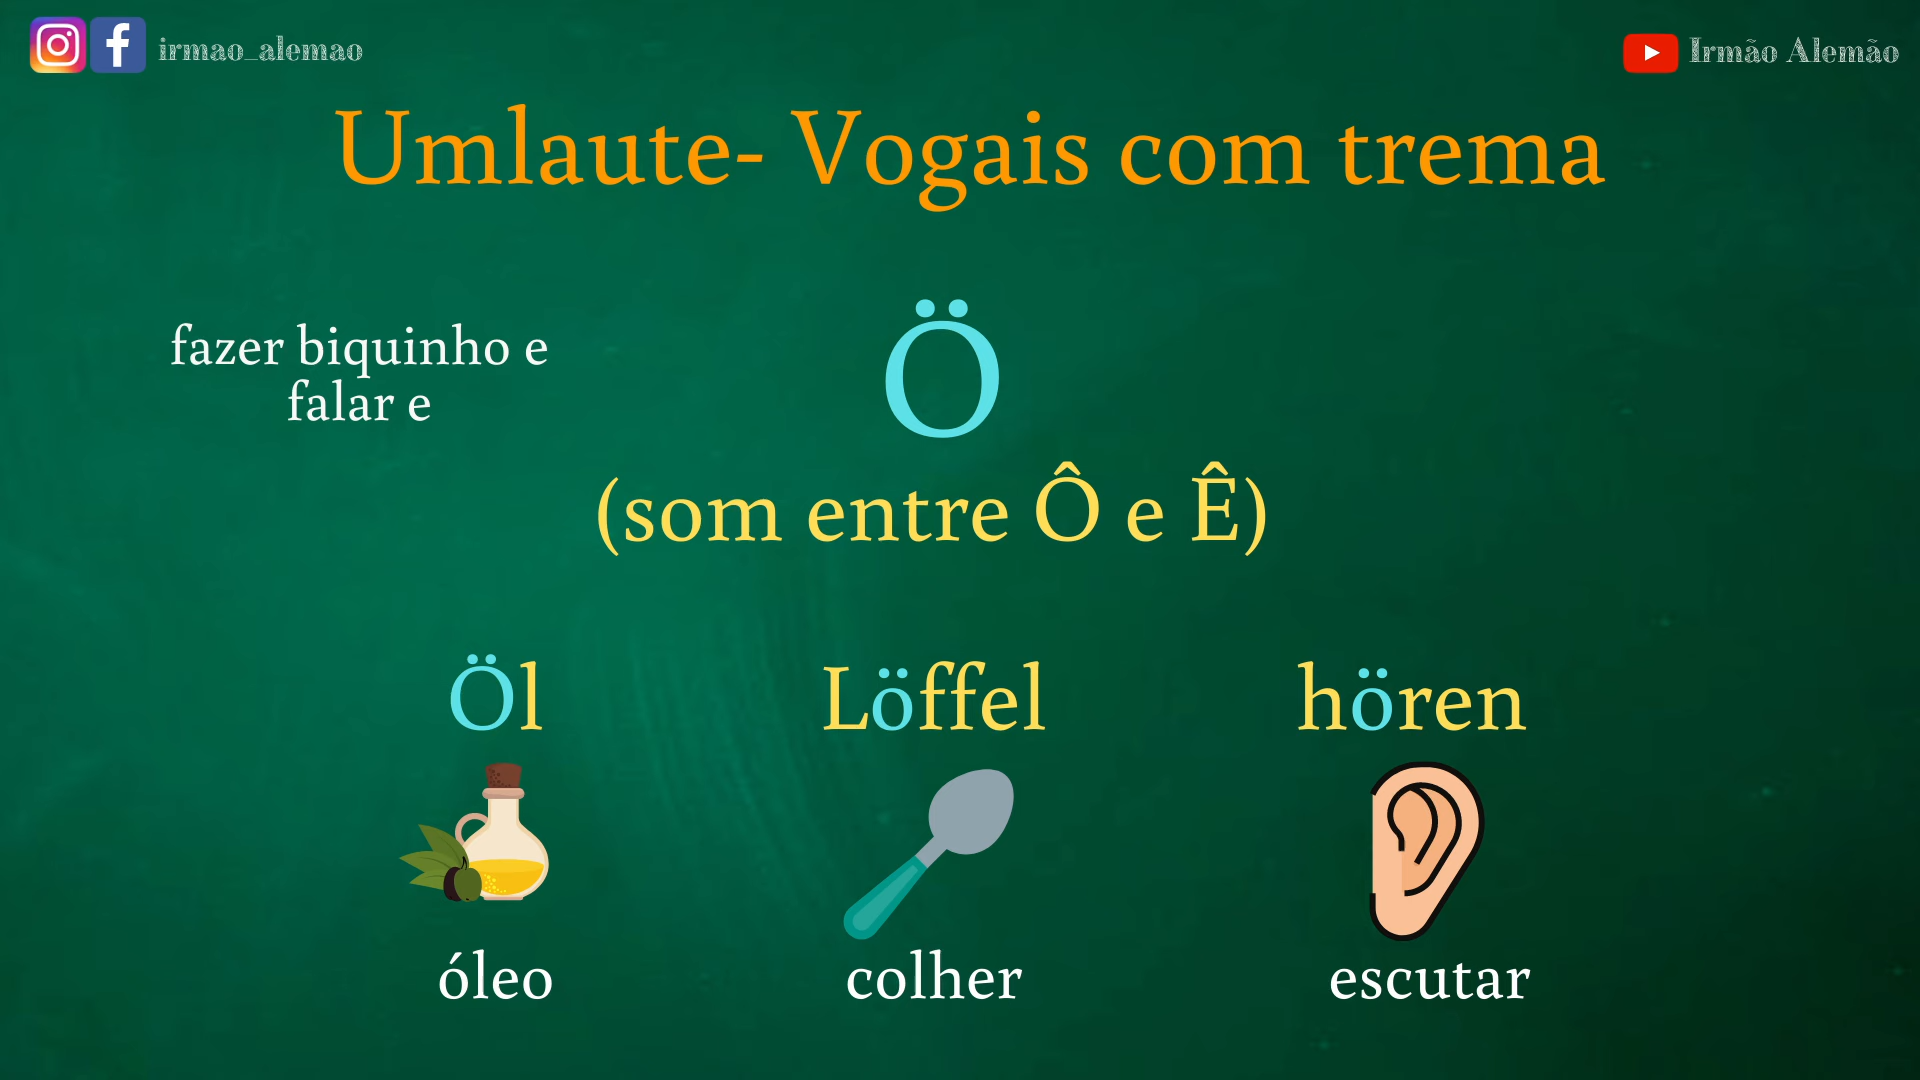 irmao_alemao
Irmão Alemão
Umlaute- Vogais com trema
fazer biquinho e
falar e
Ö
(som entre Ô e Ê)
Öl
Löffel
hören
óleo
colher
escutar